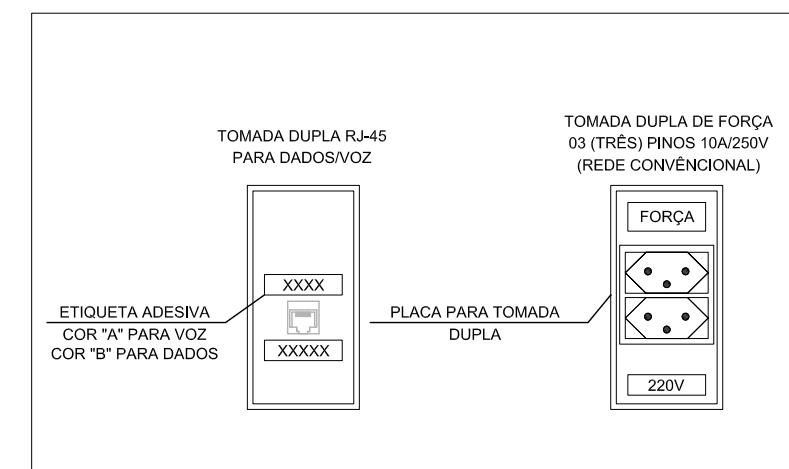 TOMADA DUPLA RJ-45
PARA DADOS/VOZ
TOMADA DUPLA DE FORÇA
03 (TRÊS) PINOS 10A/250V
(REDE CONVÊNCIONAL)
FORÇA
XXXX
ETIQUETA ADESIVA
COR "A" PARA VOZ
COR "B" PARA DADOS
XXXXX
PLACA PARA TOMADA
DUPLA
220V